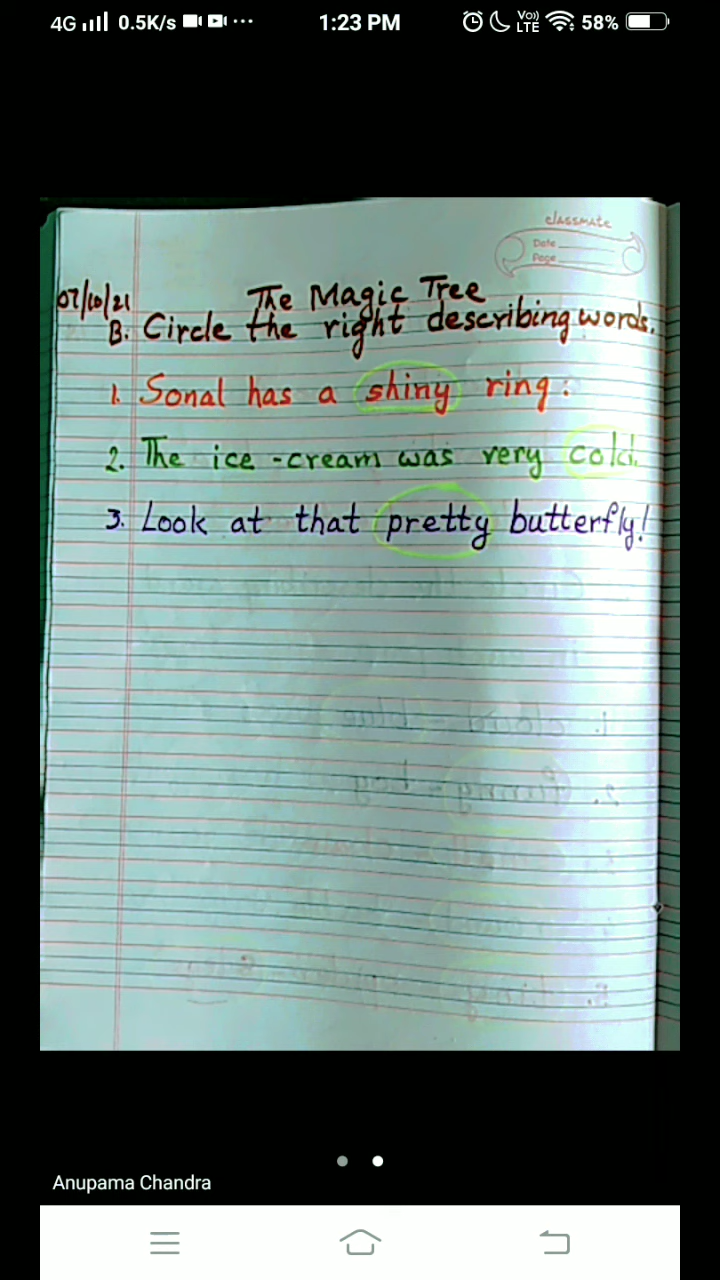 4G 0.5K/s ... 1:23 PM Vo)) LTE 58%
classmate
Date
Page
07/10/21 The Magic Tree
B. Circle the right describing words.
1. Sonal has a shiny ring.
2. The ice-cream was very cold.
3. Look at that pretty butterfly!
Anupama Chandra